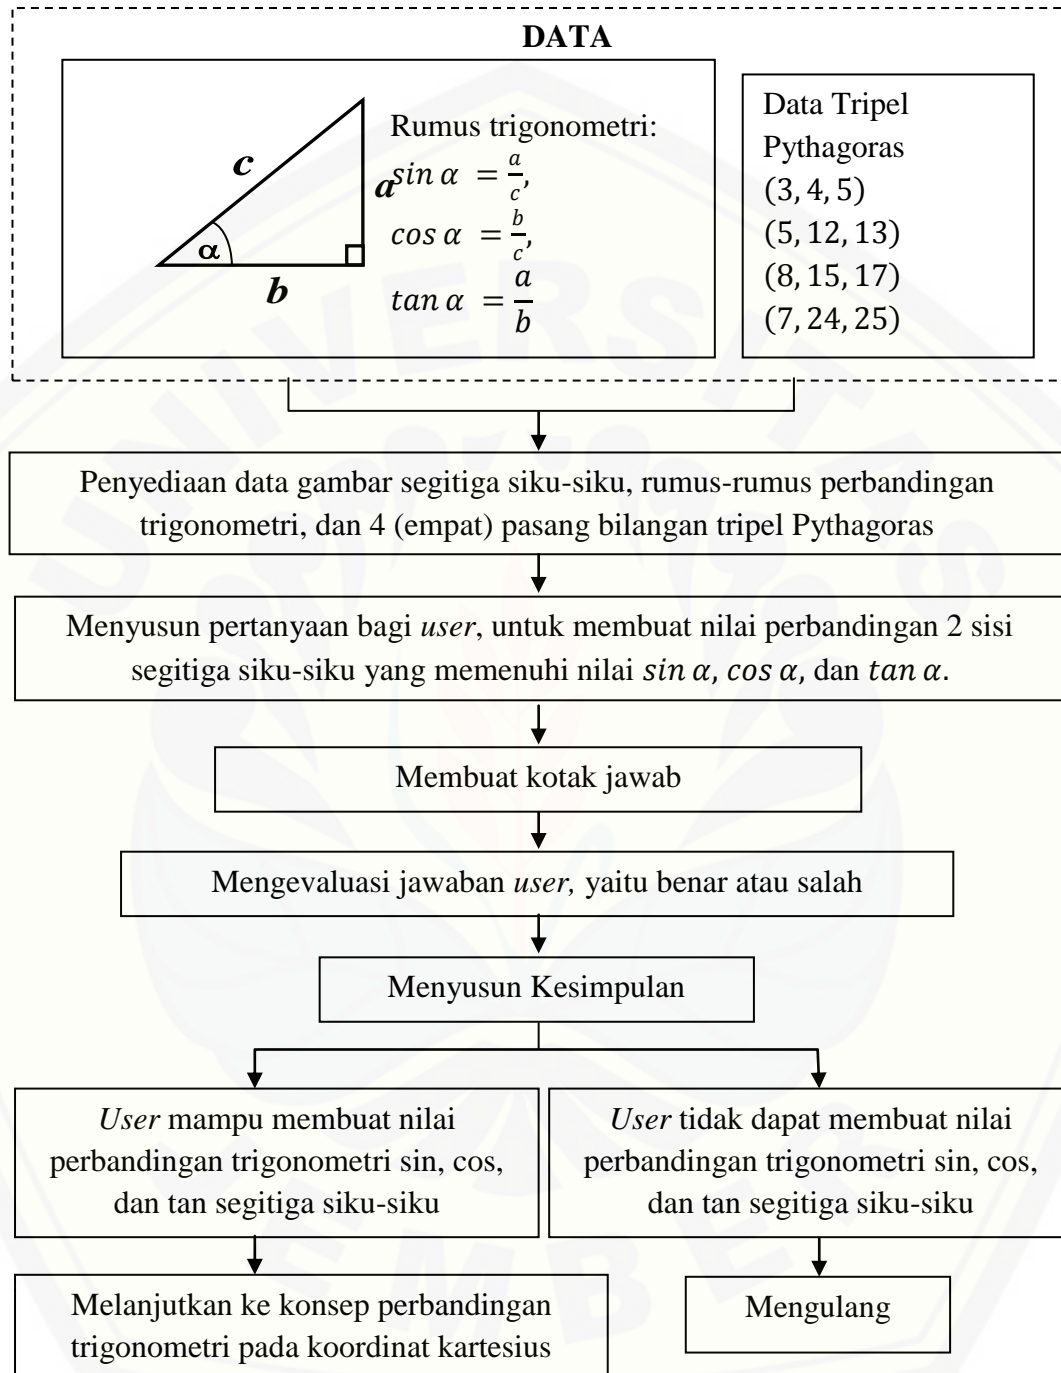 DATA
c
a
α
b
Rumus trigonometri:
sin α = a/c,
cos α = b/c,
tan α = a/b
Data Tripel
Pythagoras
(3, 4, 5)
(5, 12, 13)
(8, 15, 17)
(7, 24, 25)
Penyediaan data gambar segitiga siku-siku, rumus-rumus perbandingan
trigonometri, dan 4 (empat) pasang bilangan tripel Pythagoras
Menyusun pertanyaan bagi user, untuk membuat nilai perbandingan 2 sisi
segitiga siku-siku yang memenuhi nilai sin α, cos α, dan tan α.
Membuat kotak jawab
Mengevaluasi jawaban user, yaitu benar atau salah
Menyusun Kesimpulan
User mampu membuat nilai
perbandingan trigonometri sin, cos,
dan tan segitiga siku-siku
User tidak dapat membuat nilai
perbandingan trigonometri sin, cos,
dan tan segitiga siku-siku
Melanjutkan ke konsep perbandingan
trigonometri pada koordinat kartesius
Mengulang
UNIVERSITAS
JEMBER